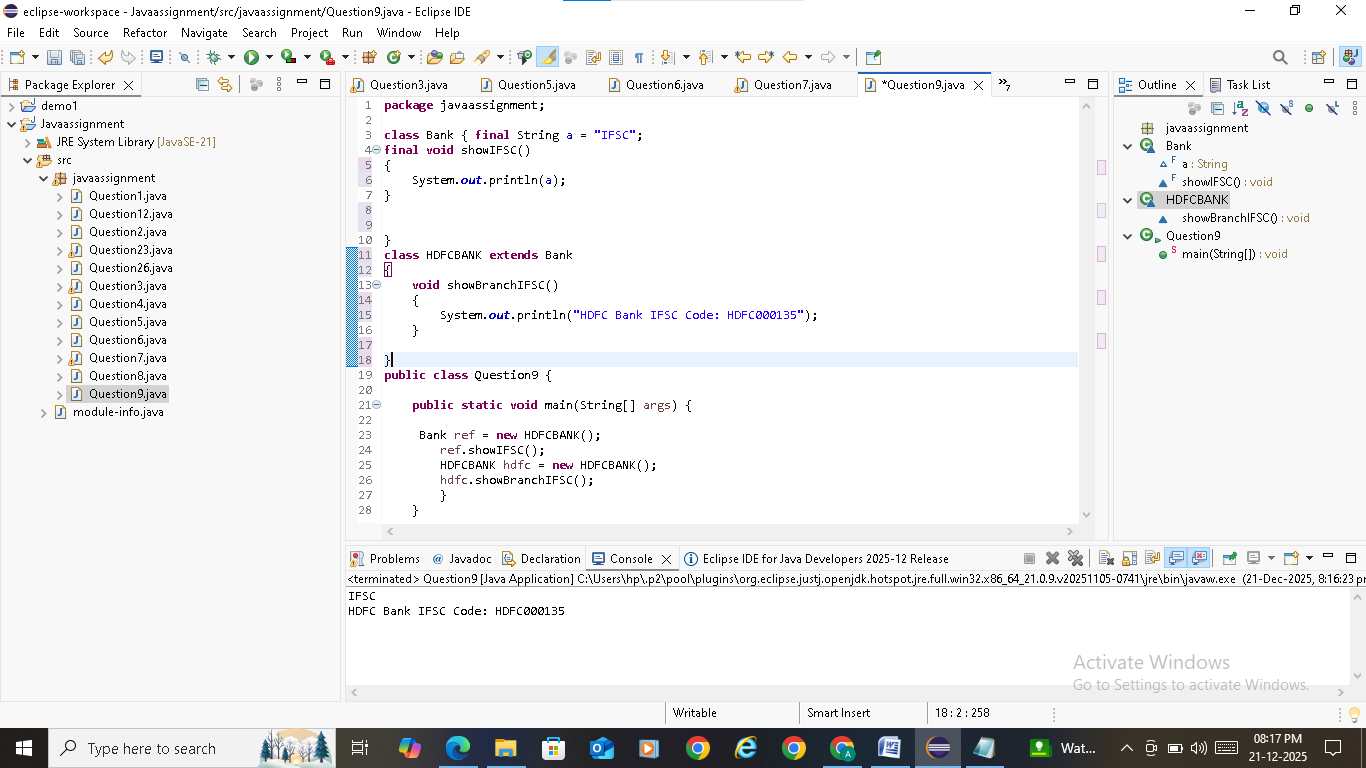 eclipse-workspace - Javaassignment/src/javaassignment/Question9.java - Eclipse IDE
File Edit Source Refactor Navigate Search Project Run Window Help
Package Explorer
demo1
Javaassignment
JRE System Library [JavaSE-21]
src
javaassignment
Question1.java
Question12.java
Question2.java
Question23.java
Question26.java
Question3.java
Question4.java
Question5.java
Question6.java
Question7.java
Question8.java
Question9.java
module-info.java
Question3.java Question5.java Question6.java Question7.java *Question9.java »7
1 package javaassignment;
2
3 class Bank { final String a = "IFSC";
4 final void showIFSC()
5 {
6 System.out.println(a);
7 }
8
9
10 }
11 class HDFCBANK extends Bank
12 {
13 void showBranchIFSC()
14 {
15 System.out.println("HDFC Bank IFSC Code: HDFC000135");
16 }
17
18 }
19 public class Question9 {
20
21 public static void main(String[] args) {
22
23 Bank ref = new HDFCBANK();
24 ref.showIFSC();
25 HDFCBANK hdfc = new HDFCBANK();
26 hdfc.showBranchIFSC();
27 }
28 }
Outline Task List
javaassignment
Bank
a : String
showIFSC() : void
HDFCBANK
showBranchIFSC() : void
Question9
main(String[]) : void
Problems @ Javadoc Declaration Console Eclipse IDE for Java Developers 2025-12 Release
<terminated> Question9 [Java Application] C:\Users\hp\.p2\pool\plugins\org.eclipse.justj.openjdk.hotspot.jre.full.win32.x86_64_21.0.9.v20251105-0741\jre\bin\javaw.exe (21-Dec-2025, 8:16:23 pr
IFSC
HDFC Bank IFSC Code: HDFC000135
Activate Windows
Go to Settings to activate Windows.
Writable Smart Insert 18 : 2 : 258
Type here to search
Wat...
08:17 PM
21-12-2025